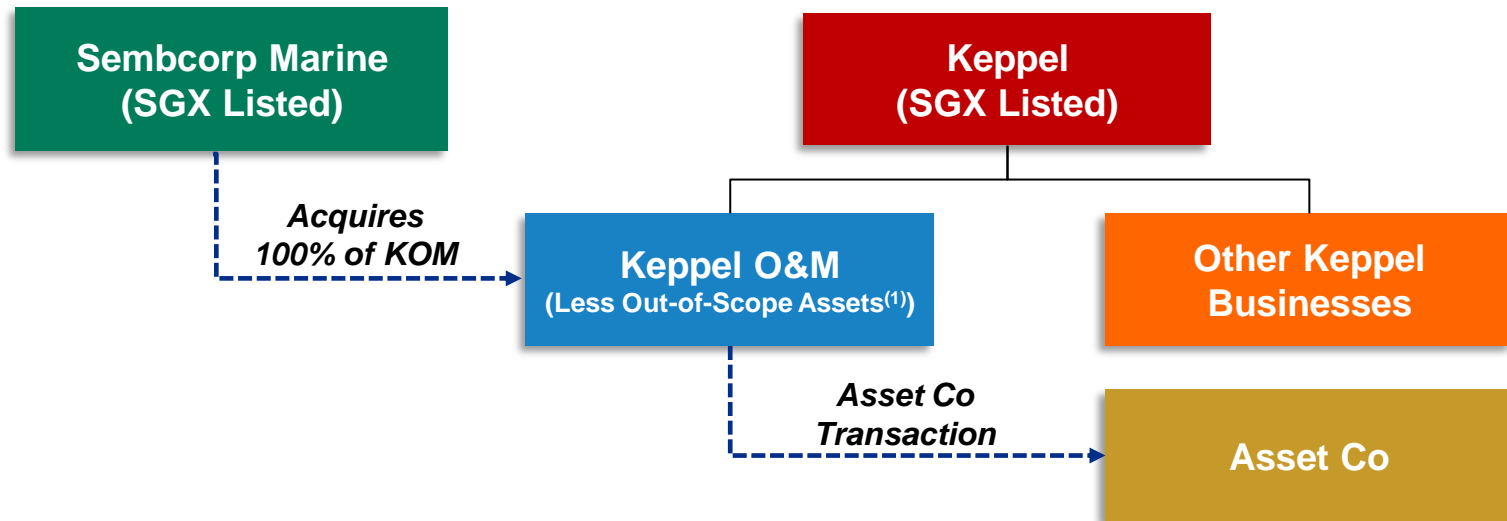 Sembcorp Marine
(SGX Listed)
Keppel
(SGX Listed)
Acquires
100% of KOM
Keppel O&M
(Less Out-of-Scope Assets(1))
Other Keppel
Businesses
Asset Co
Transaction
Asset Co